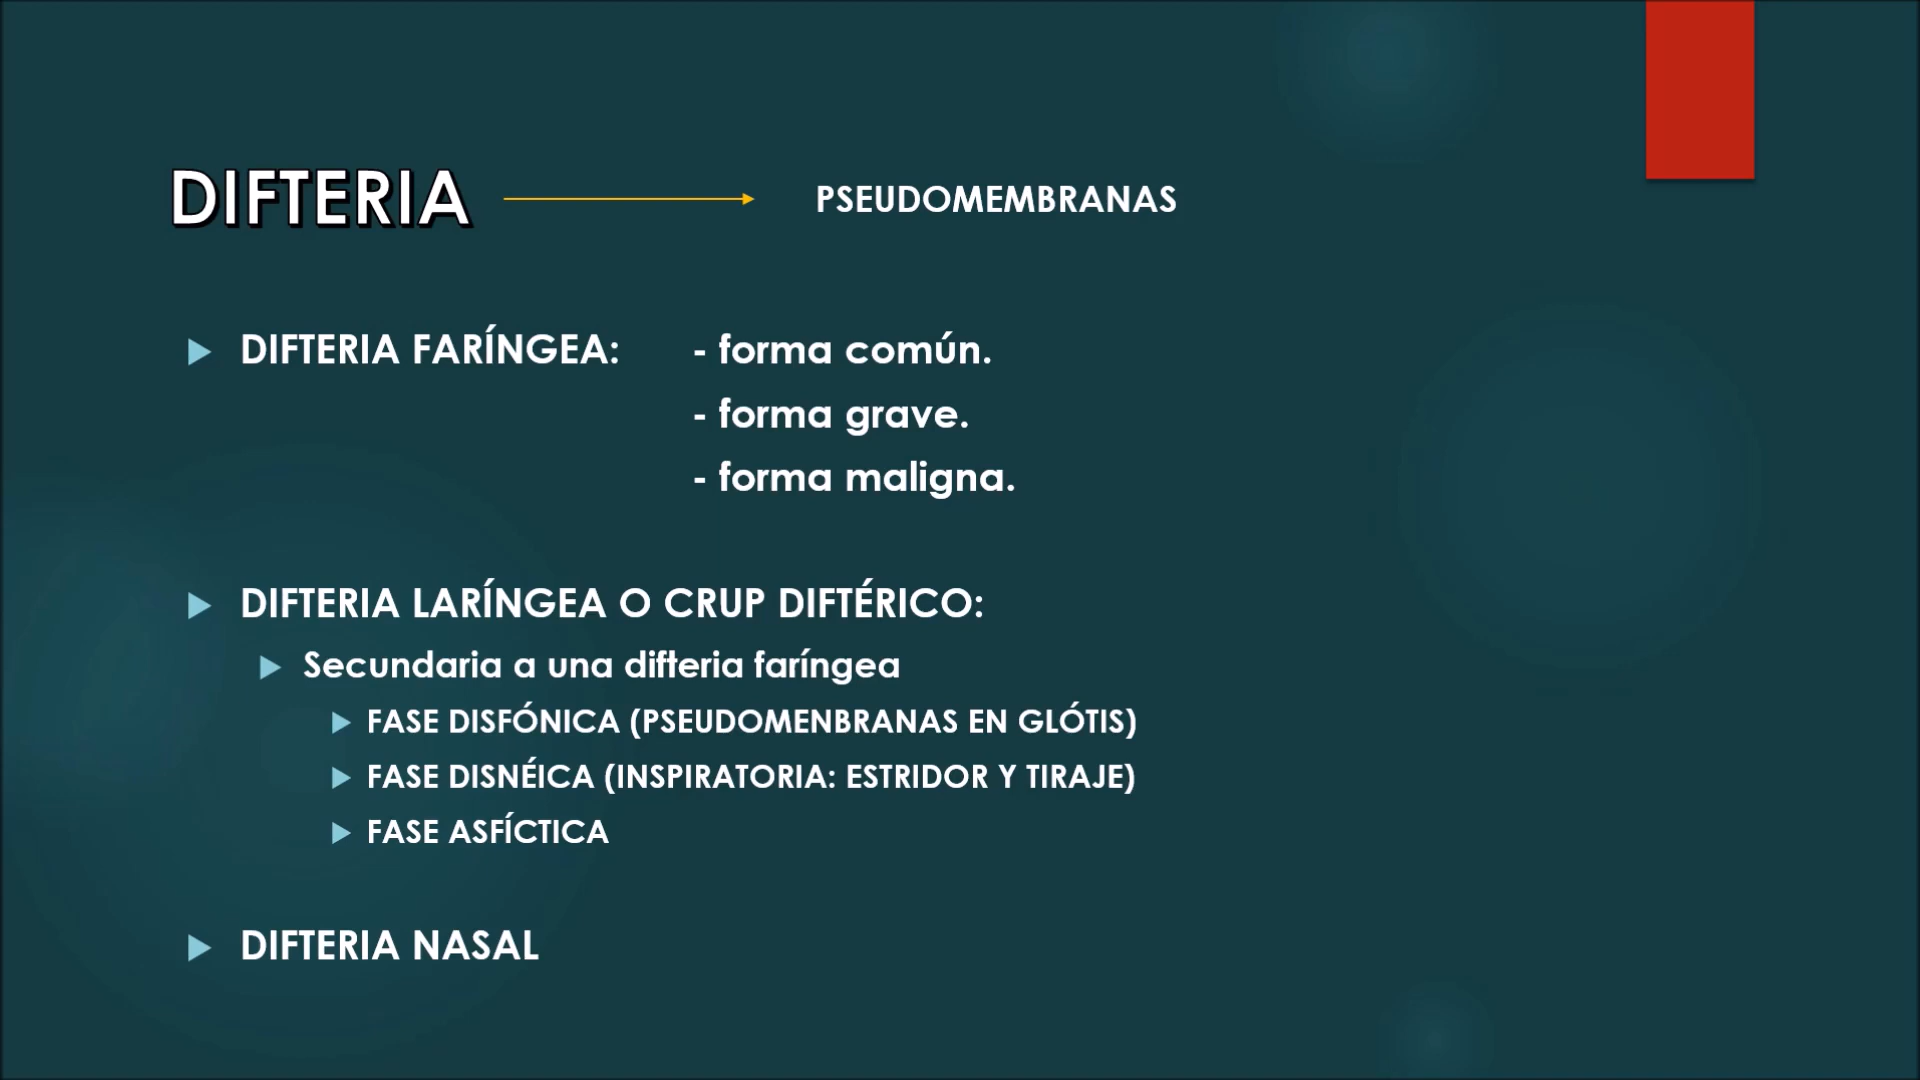 DIFTERIA PSEUDOMEMBRANAS
DIFTERIA FARÍNGEA: - forma común.
- forma grave.
- forma maligna.
DIFTERIA LARÍNGEA O CRUP DIFTÉRICO:
Secundaria a una difteria faríngea
FASE DISFÓNICA (PSEUDOMENBRANAS EN GLÓTIS)
FASE DISNÉICA (INSPIRATORIA: ESTRIDOR Y TIRAJE)
FASE ASFÍCTICA
DIFTERIA NASAL